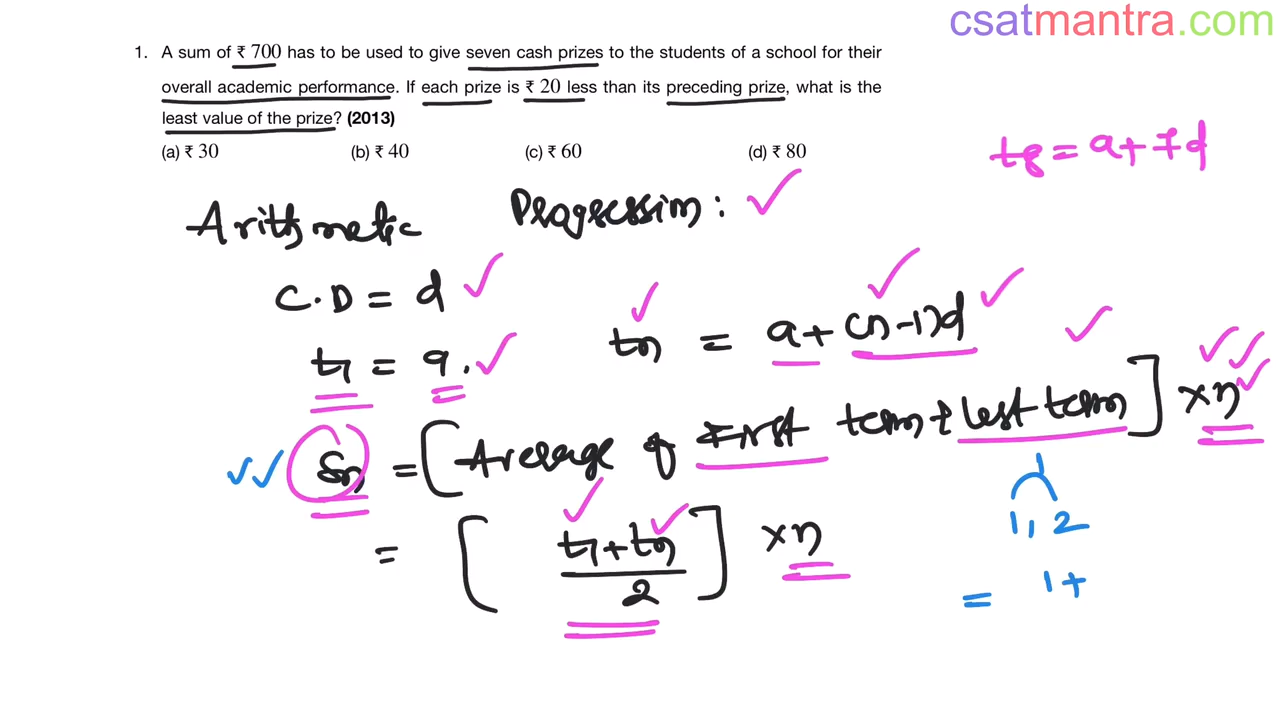 csatmantra.com
1. A sum of ₹ 700 has to be used to give seven cash prizes to the students of a school for their
overall academic performance. If each prize is ₹ 20 less than its preceding prize, what is the
least value of the prize? (2013)
(a) ₹ 30 (b) ₹ 40 (c) ₹ 60 (d) ₹ 80
t8 = a + 7d
Arithmetic Progression:
C.D = d
tn = a + (n-1)d
t1 = a.
Sn = [Average of First term & last term] × n
1, 2
= [t1 + tn / 2] × n
= 1 +